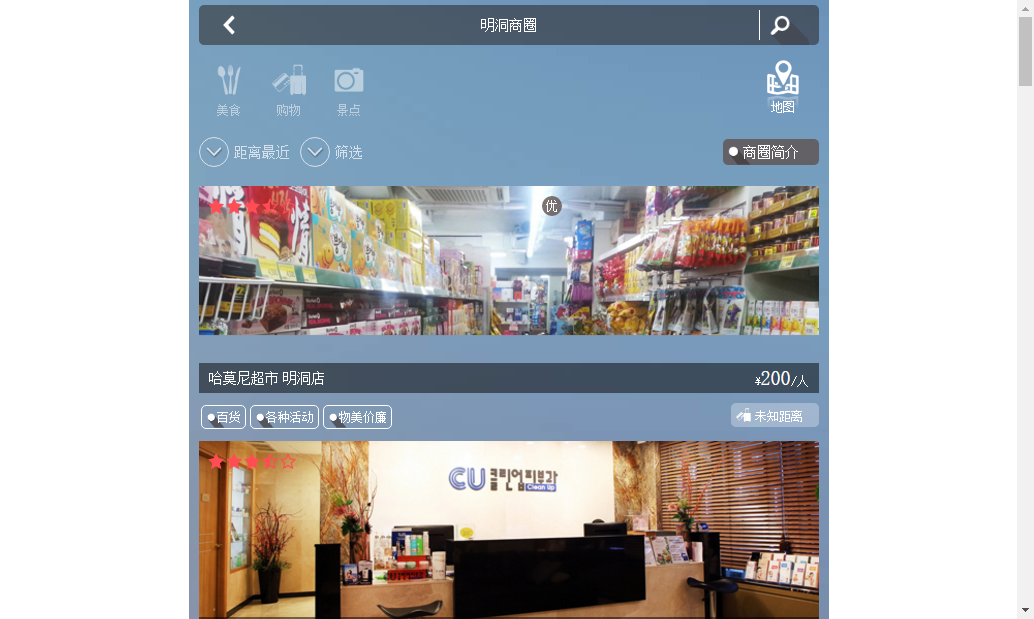 明洞商圈
美食 购物 景点 地图
距离最近 筛选 商圈简介
优
哈莫尼超市 明洞店 ¥200/人
百货 各种活动 物美价廉 未知距离
CU 클린업피부과
Clean Up